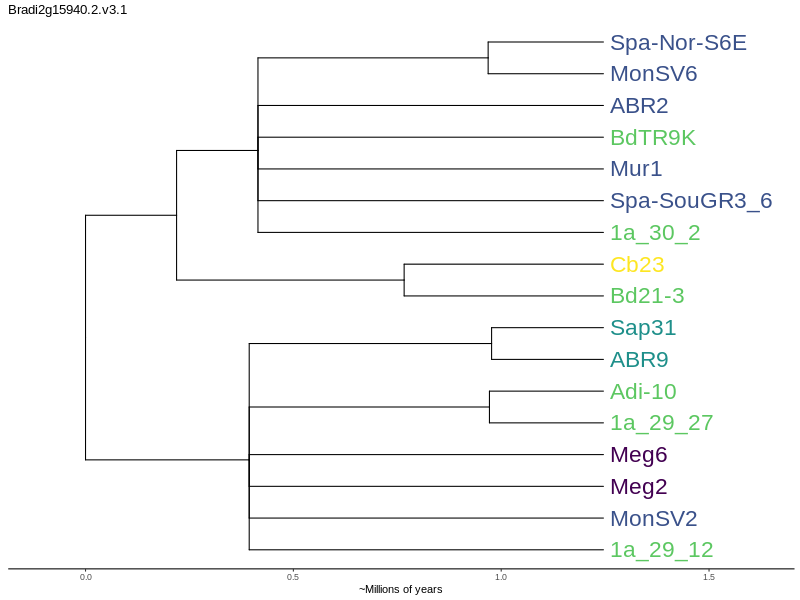 Bradi2g15940.2.v3.1
Spa-Nor-S6E
MonSV6
ABR2
BdTR9K
Mur1
Spa-SouGR3_6
1a_30_2
Cb23
Bd21-3
Sap31
ABR9
Adi-10
1a_29_27
Meg6
Meg2
MonSV2
1a_29_12
0.0 0.5 1.0 1.5
~Millions of years